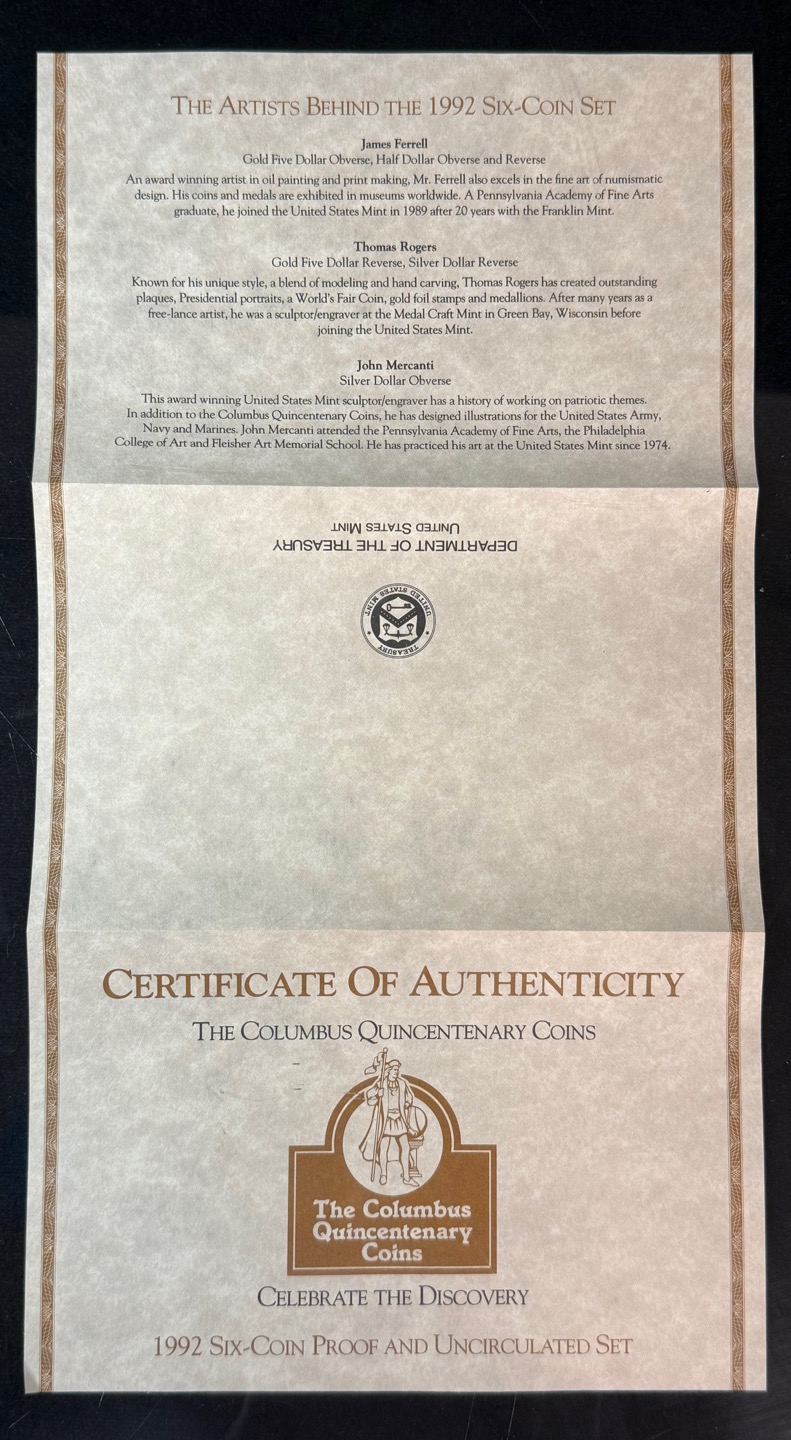 THE ARTISTS BEHIND THE 1992 SIX-COIN SET
James Ferrell
Gold Five Dollar Obverse, Half Dollar Obverse and Reverse
An award winning artist in oil painting and print making, Mr. Ferrell also excels in the fine art of numismatic
design. His coins and medals are exhibited in museums worldwide. A Pennsylvania Academy of Fine Arts
graduate, he joined the United States Mint in 1989 after 20 years with the Franklin Mint.
Thomas Rogers
Gold Five Dollar Reverse, Silver Dollar Reverse
Known for his unique style, a blend of modeling and hand carving, Thomas Rogers has created outstanding
plaques, Presidential portraits, a World's Fair Coin, gold foil stamps and medallions. After many years as a
free-lance artist, he was a sculptor/engraver at the Medal Craft Mint in Green Bay, Wisconsin before
joining the United States Mint.
John Mercanti
Silver Dollar Obverse
This award winning United States Mint sculptor/engraver has a history of working on patriotic themes.
In addition to the Columbus Quincentenary Coins, he has designed illustrations for the United States Army,
Navy and Marines. John Mercanti attended the Pennsylvania Academy of Fine Arts, the Philadelphia
College of Art and Fleisher Art Memorial School. He has practiced his art at the United States Mint since 1974.
DEPARTMENT OF THE TREASURY
UNITED STATES MINT
TREASURY
UNITED STATES MINT
CERTIFICATE OF AUTHENTICITY
THE COLUMBUS QUINCENTENARY COINS
The Columbus
Quincentenary
Coins
CELEBRATE THE DISCOVERY
1992 SIX-COIN PROOF AND UNCIRCULATED SET